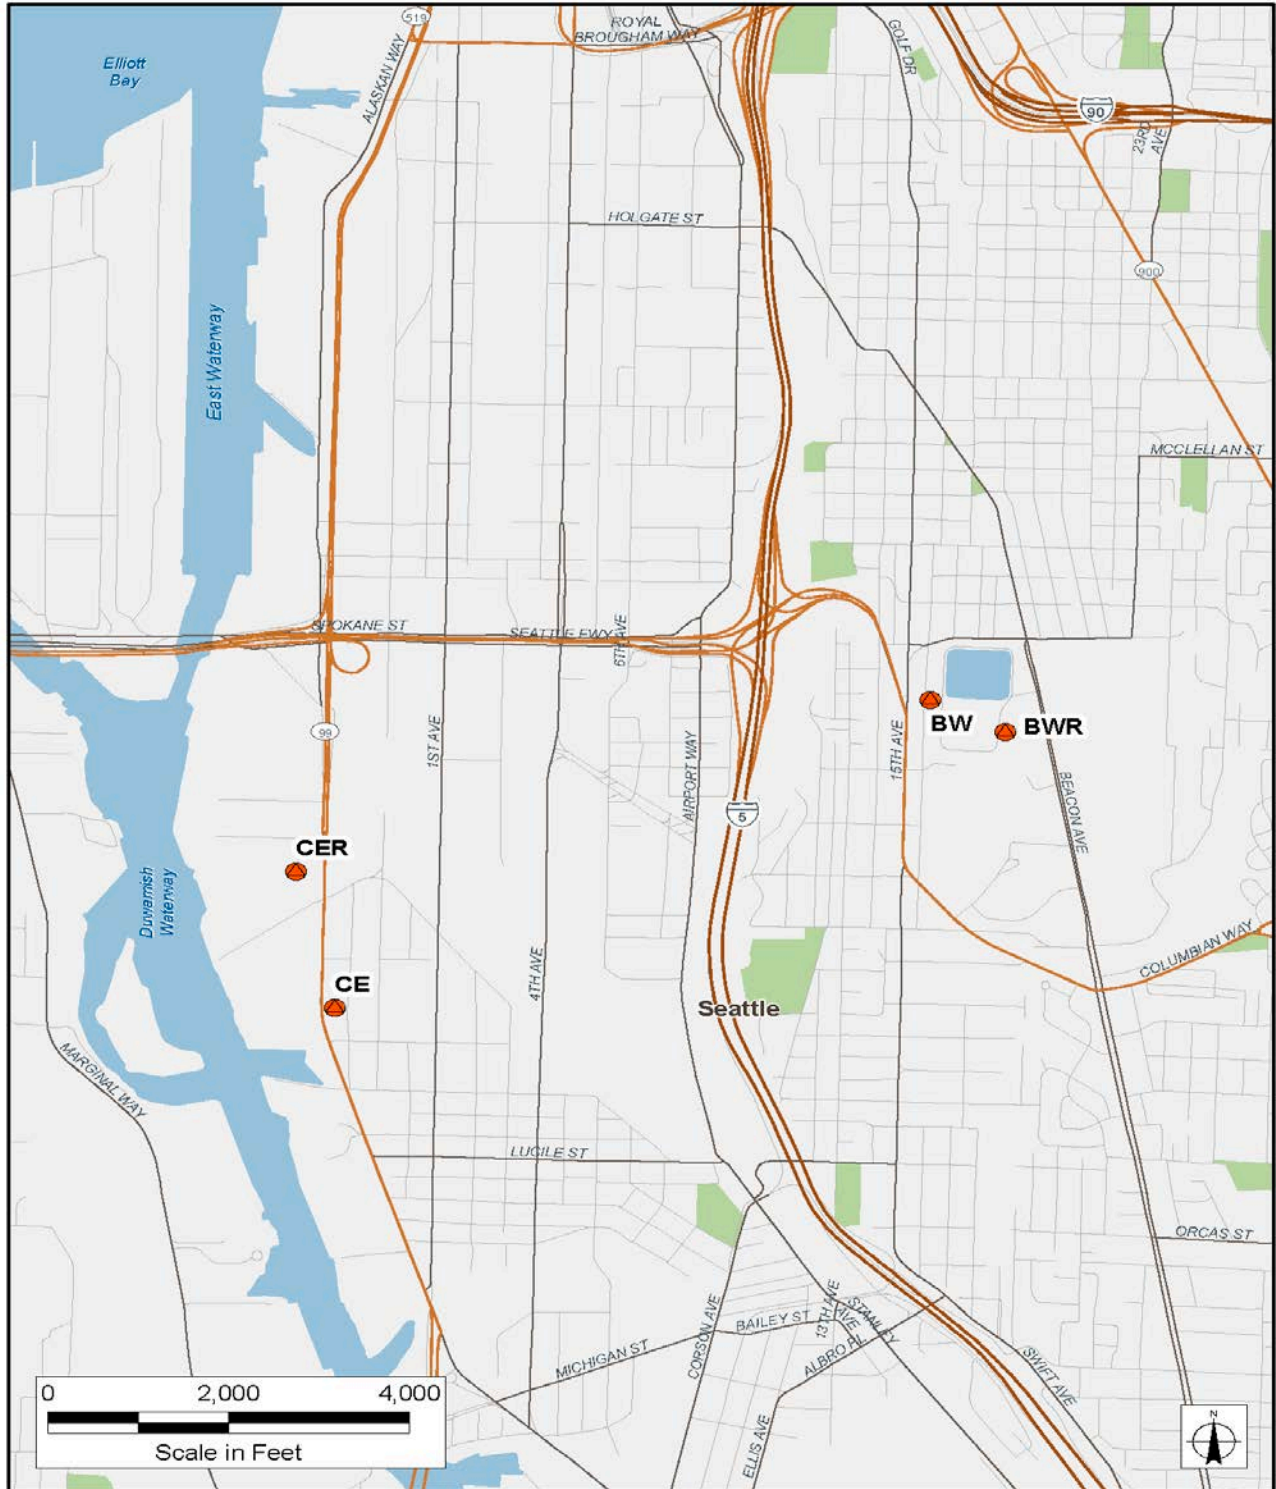 519
ROYAL
BROUGHAM WAY
GOLF DR
Elliott
Bay
ALASKAN WAY
90
23RD
AVE
HOLGATE ST
900
East Waterway
MCCLELLAN ST
SPOKANE ST
SEATTLE FWY
6TH AVE
BW
BWR
99
1ST AVE
AIRPORT WAY
15TH AVE
BEACON AVE
5
CER
Duwamish
Waterway
4TH AVE
COLUMBIAN WAY
CE
Seattle
MARGINAL WAY
LUCILE ST
ORCAS ST
13TH AVE
STANLEY
AVE
BAILEY ST
CORSON AVE
MICHIGAN ST
ALBRO PL
SWIFT AVE
ELLIS AVE
0 2,000 4,000
Scale in Feet
N